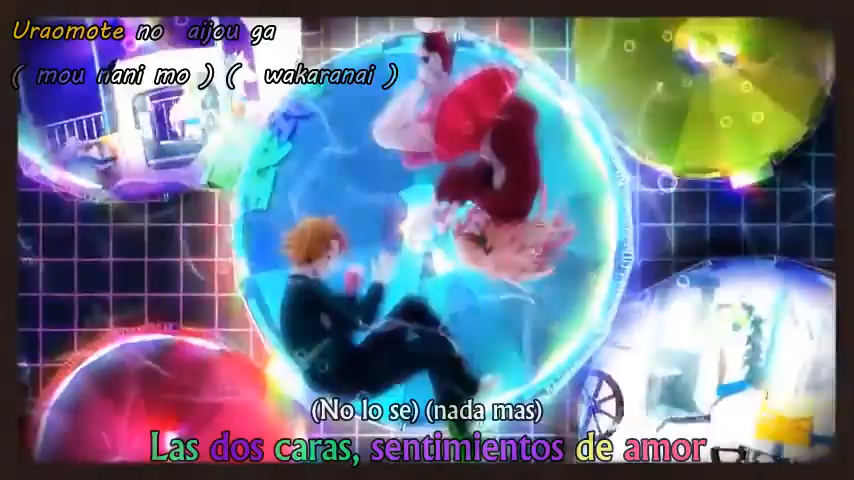 Uraomote no aijou ga
( mou nani mo ) ( wakaranai )
(No lo se) (nada mas)
Las dos caras, sentimientos de amor